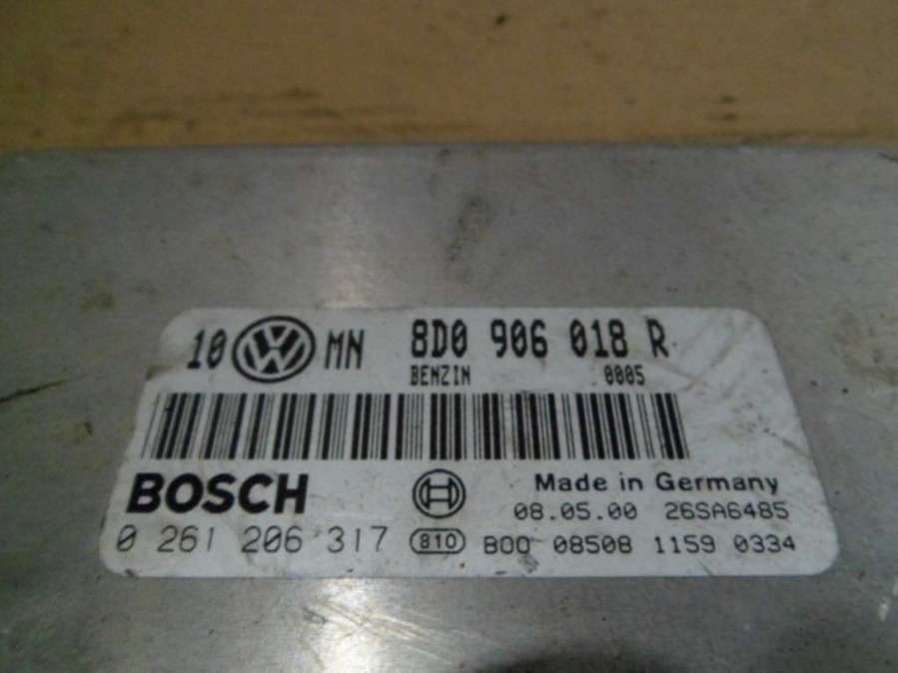 10 VW MN 8D0 906 018 R
BENZIN 0005
BOSCH
Made in Germany
08.05.00 26SA6485
0 261 206 317 810 B00 08508 1159 0334